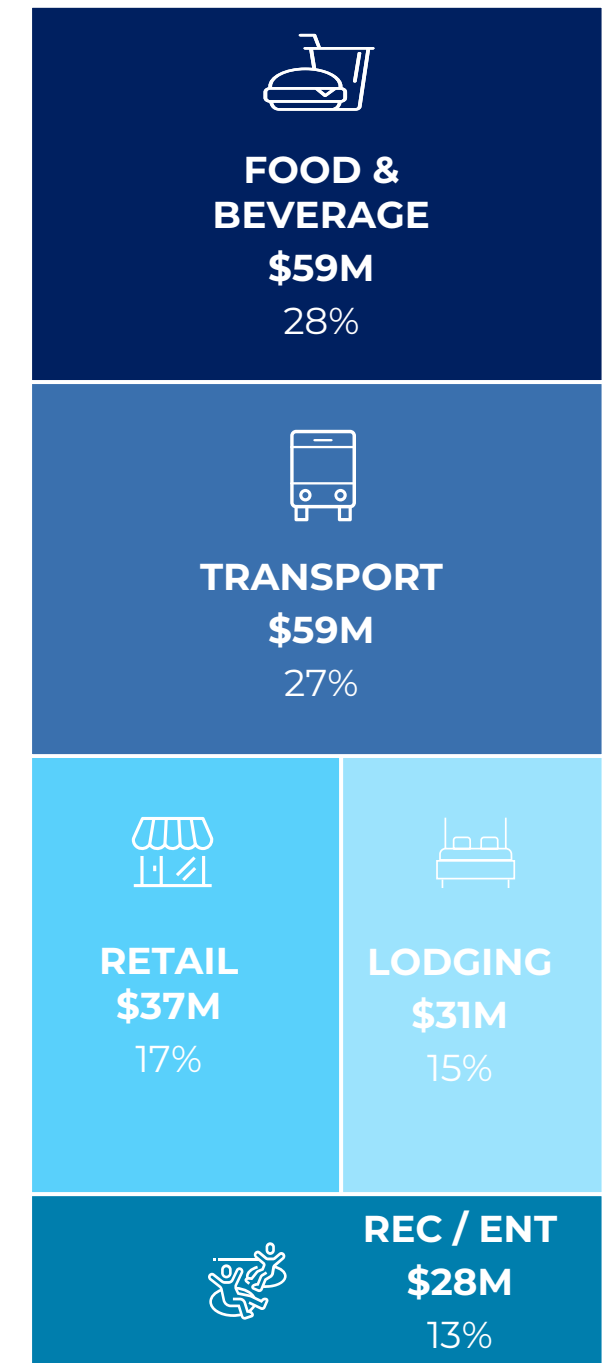 FOOD &
BEVERAGE
$59M
28%
TRANSPORT
$59M
27%
RETAIL
$37M
17%
LODGING
$31M
15%
REC / ENT
$28M
13%